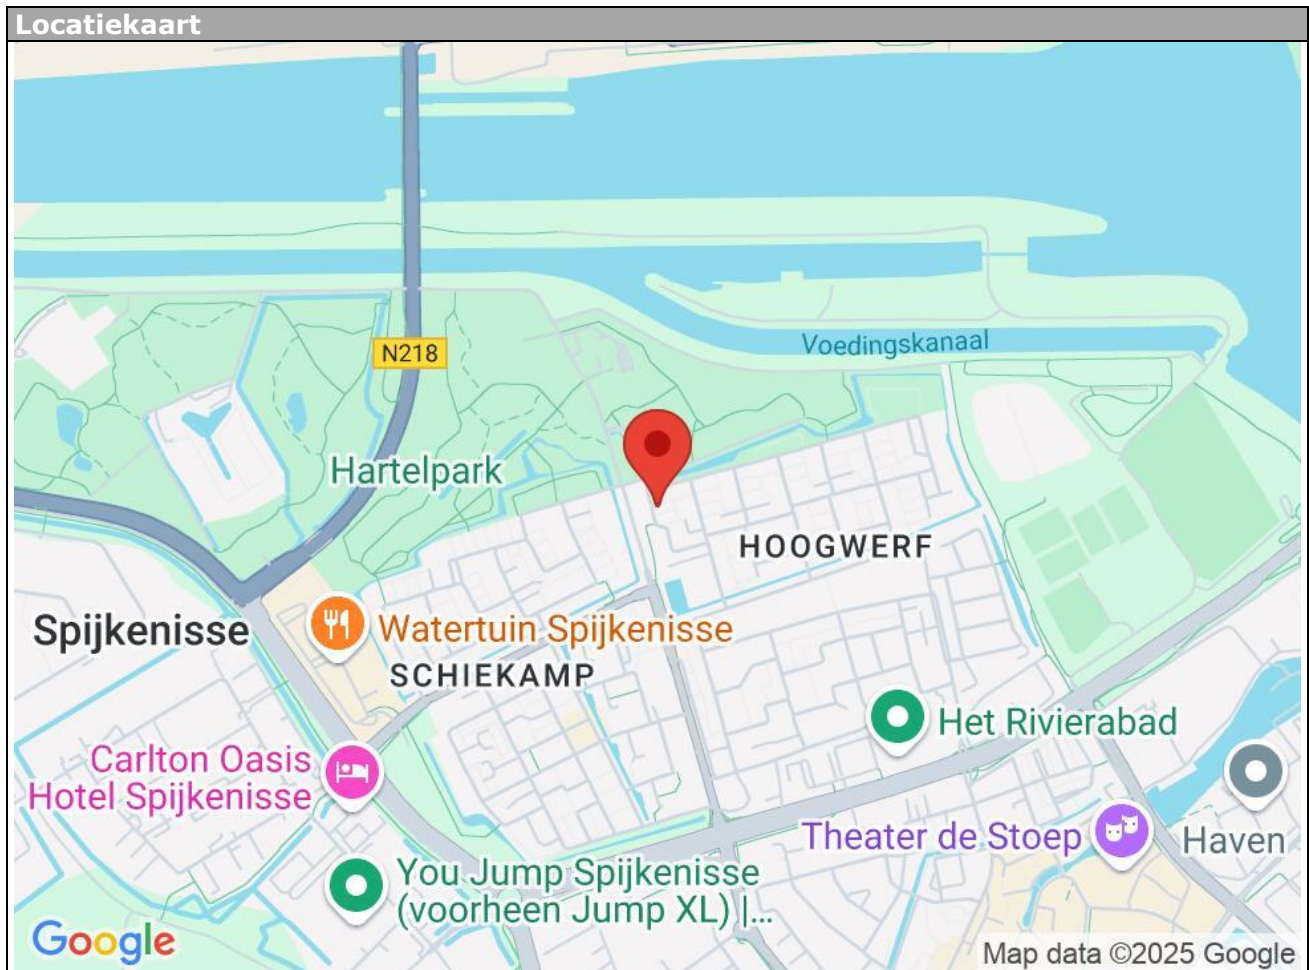 Locatiekaart
N218
Voedingskanaal
Hartelpark
HOOGWERF
Spijkenisse
Watertuin Spijkenisse
SCHIEKAMP
Het Rivierabad
Carlton Oasis
Hotel Spijkenisse
Theater de Stoep
Haven
You Jump Spijkenisse
(voorheen Jump XL) |...
Google
Map data ©2025 Google